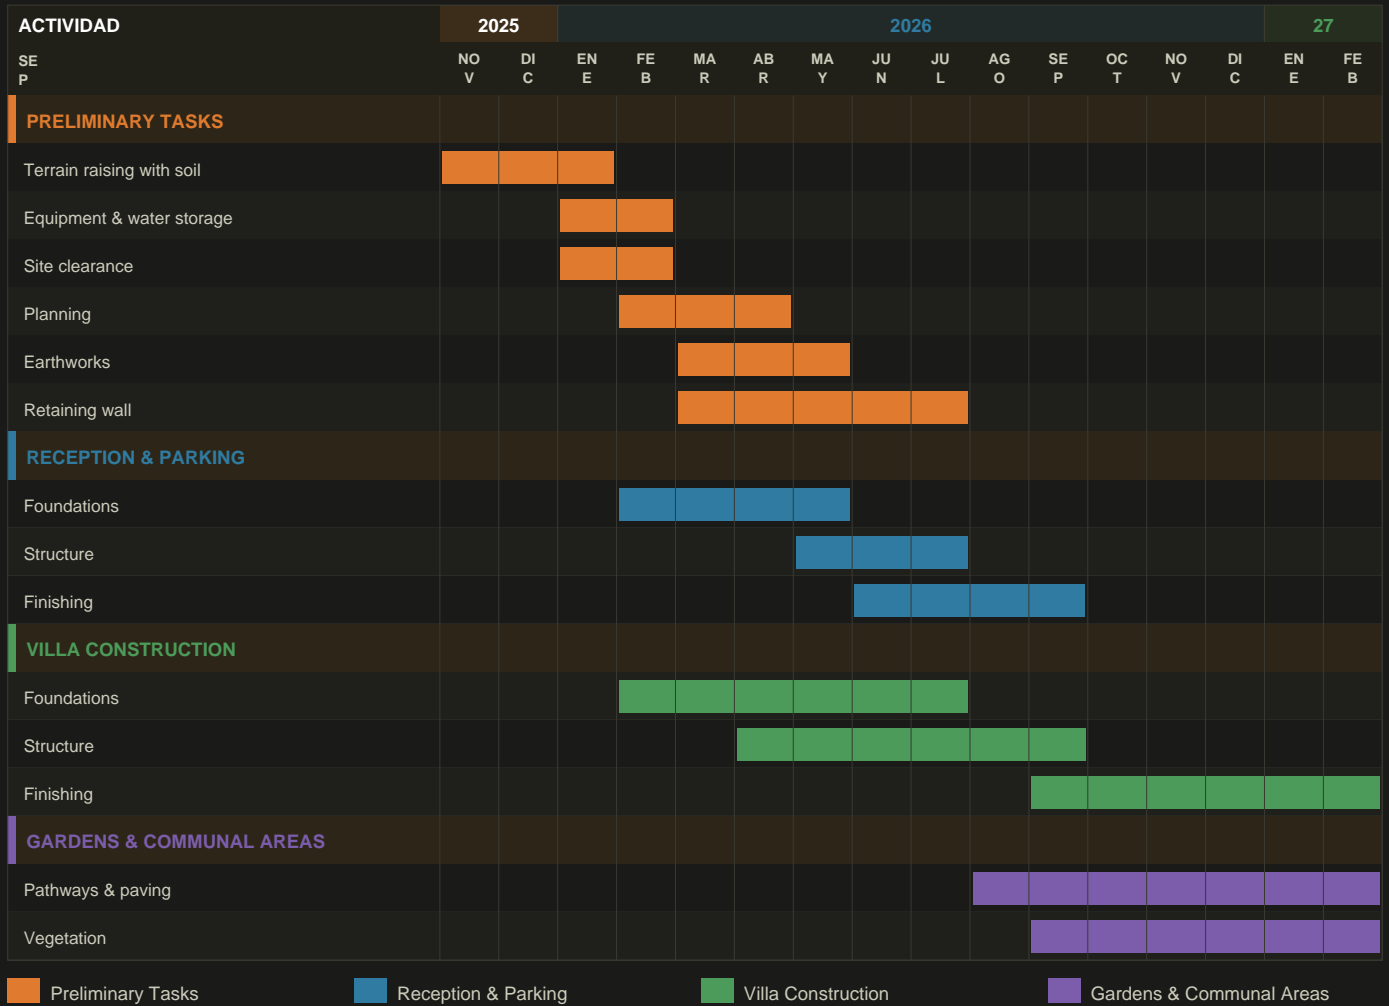 ACTIVIDAD 2025 2026 27
SE NO DI EN FE MA AB MA JU JU AG SE OC NO DI EN FE
P V C E B R R Y N L O P T V C E B
PRELIMINARY TASKS
Terrain raising with soil
Equipment & water storage
Site clearance
Planning
Earthworks
Retaining wall
RECEPTION & PARKING
Foundations
Structure
Finishing
VILLA CONSTRUCTION
Foundations
Structure
Finishing
GARDENS & COMMUNAL AREAS
Pathways & paving
Vegetation
Preliminary Tasks Reception & Parking Villa Construction Gardens & Communal Areas